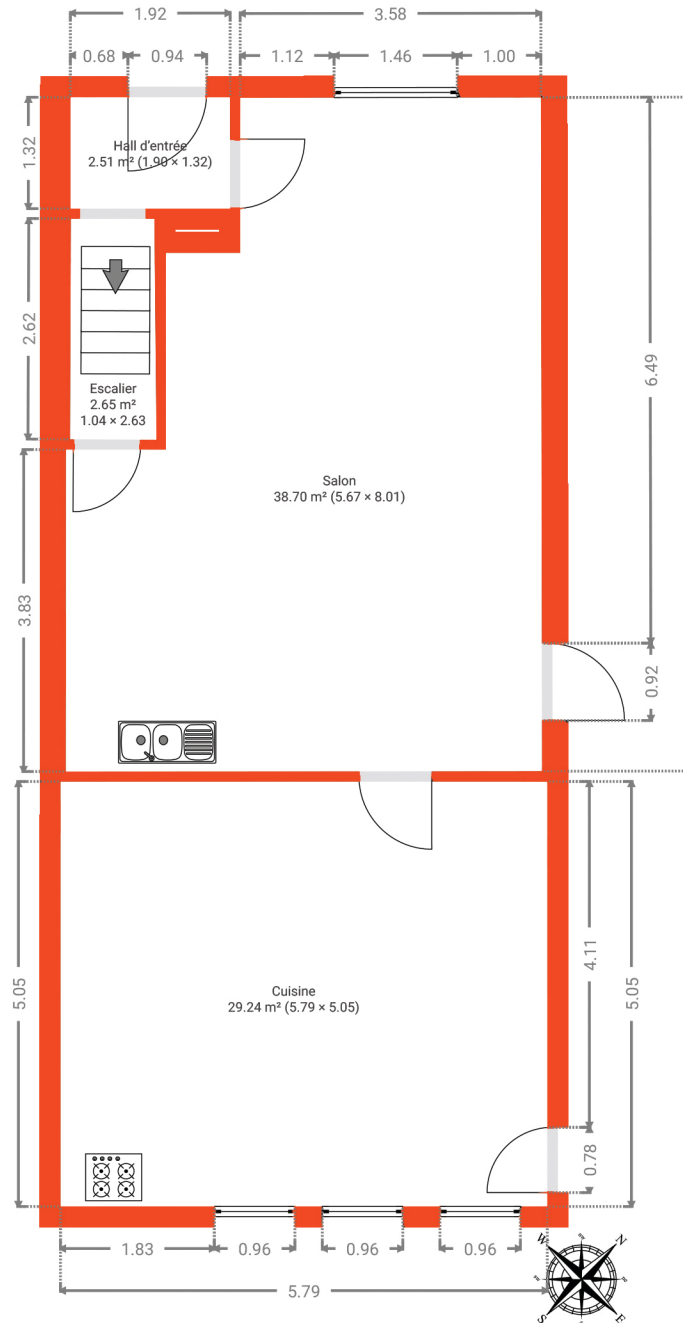 1.92
3.58
0.68
0.94
1.12
1.46
1.00
1.32
Hall d'entrée
2.51 m² (1.90 × 1.32)
2.62
6.49
Escalier
2.65 m²
1.04 × 2.63
Salon
38.70 m² (5.67 × 8.01)
3.83
0.92
5.05
4.11
5.05
Cuisine
29.24 m² (5.79 × 5.05)
0.78
1.83
0.96
0.96
0.96
5.79
W
N
S
E